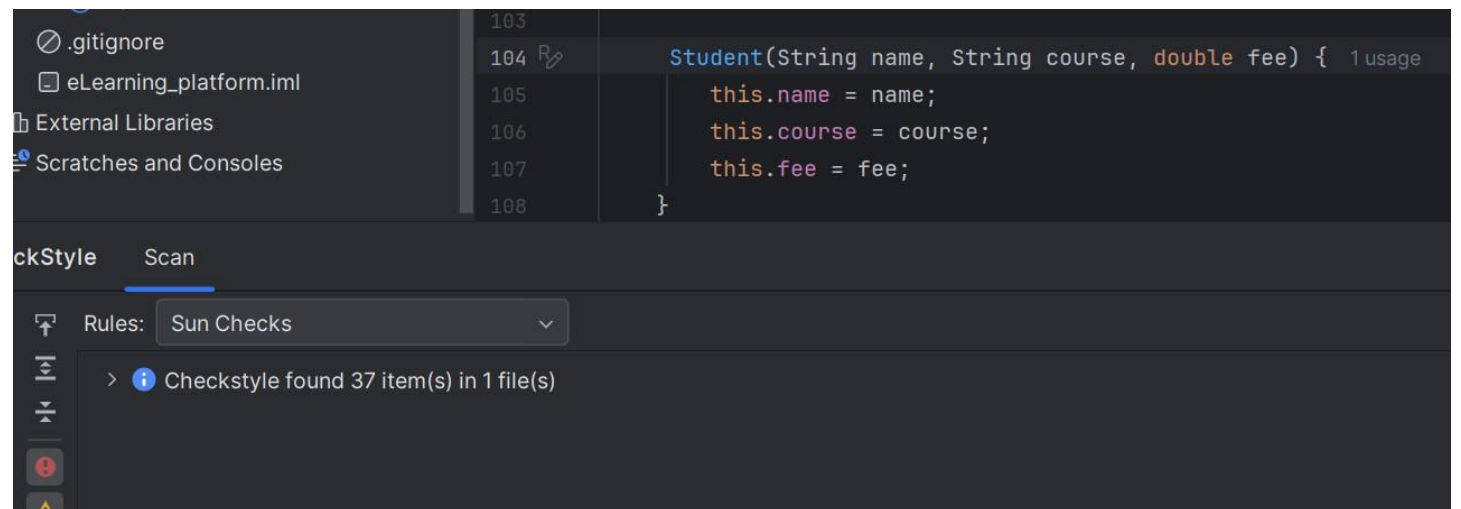 .gitignore
eLearning_platform.iml
External Libraries
Scratches and Consoles
103
104 Student(String name, String course, double fee) { 1 usage
105 this.name = name;
106 this.course = course;
107 this.fee = fee;
108 }
ckStyle Scan
Rules: Sun Checks
Checkstyle found 37 item(s) in 1 file(s)